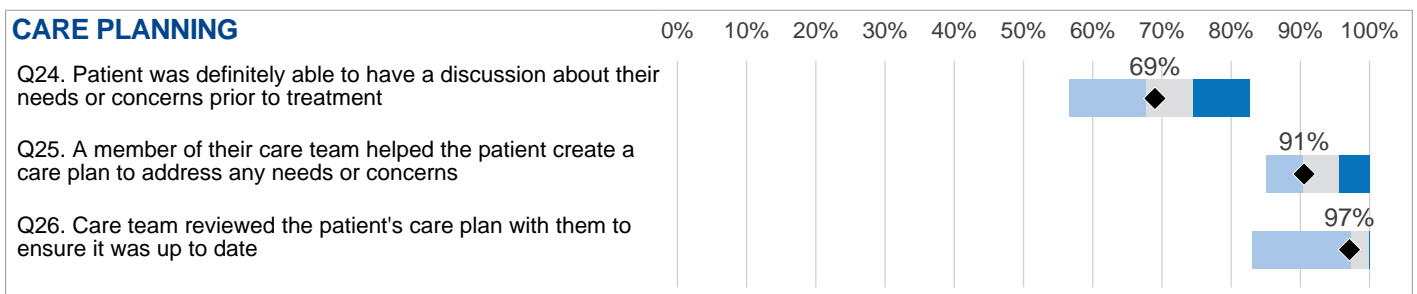 CARE PLANNING
0% 10% 20% 30% 40% 50% 60% 70% 80% 90% 100%
Q24. Patient was definitely able to have a discussion about their
needs or concerns prior to treatment
69%
Q25. A member of their care team helped the patient create a
care plan to address any needs or concerns
91%
Q26. Care team reviewed the patient's care plan with them to
ensure it was up to date
97%